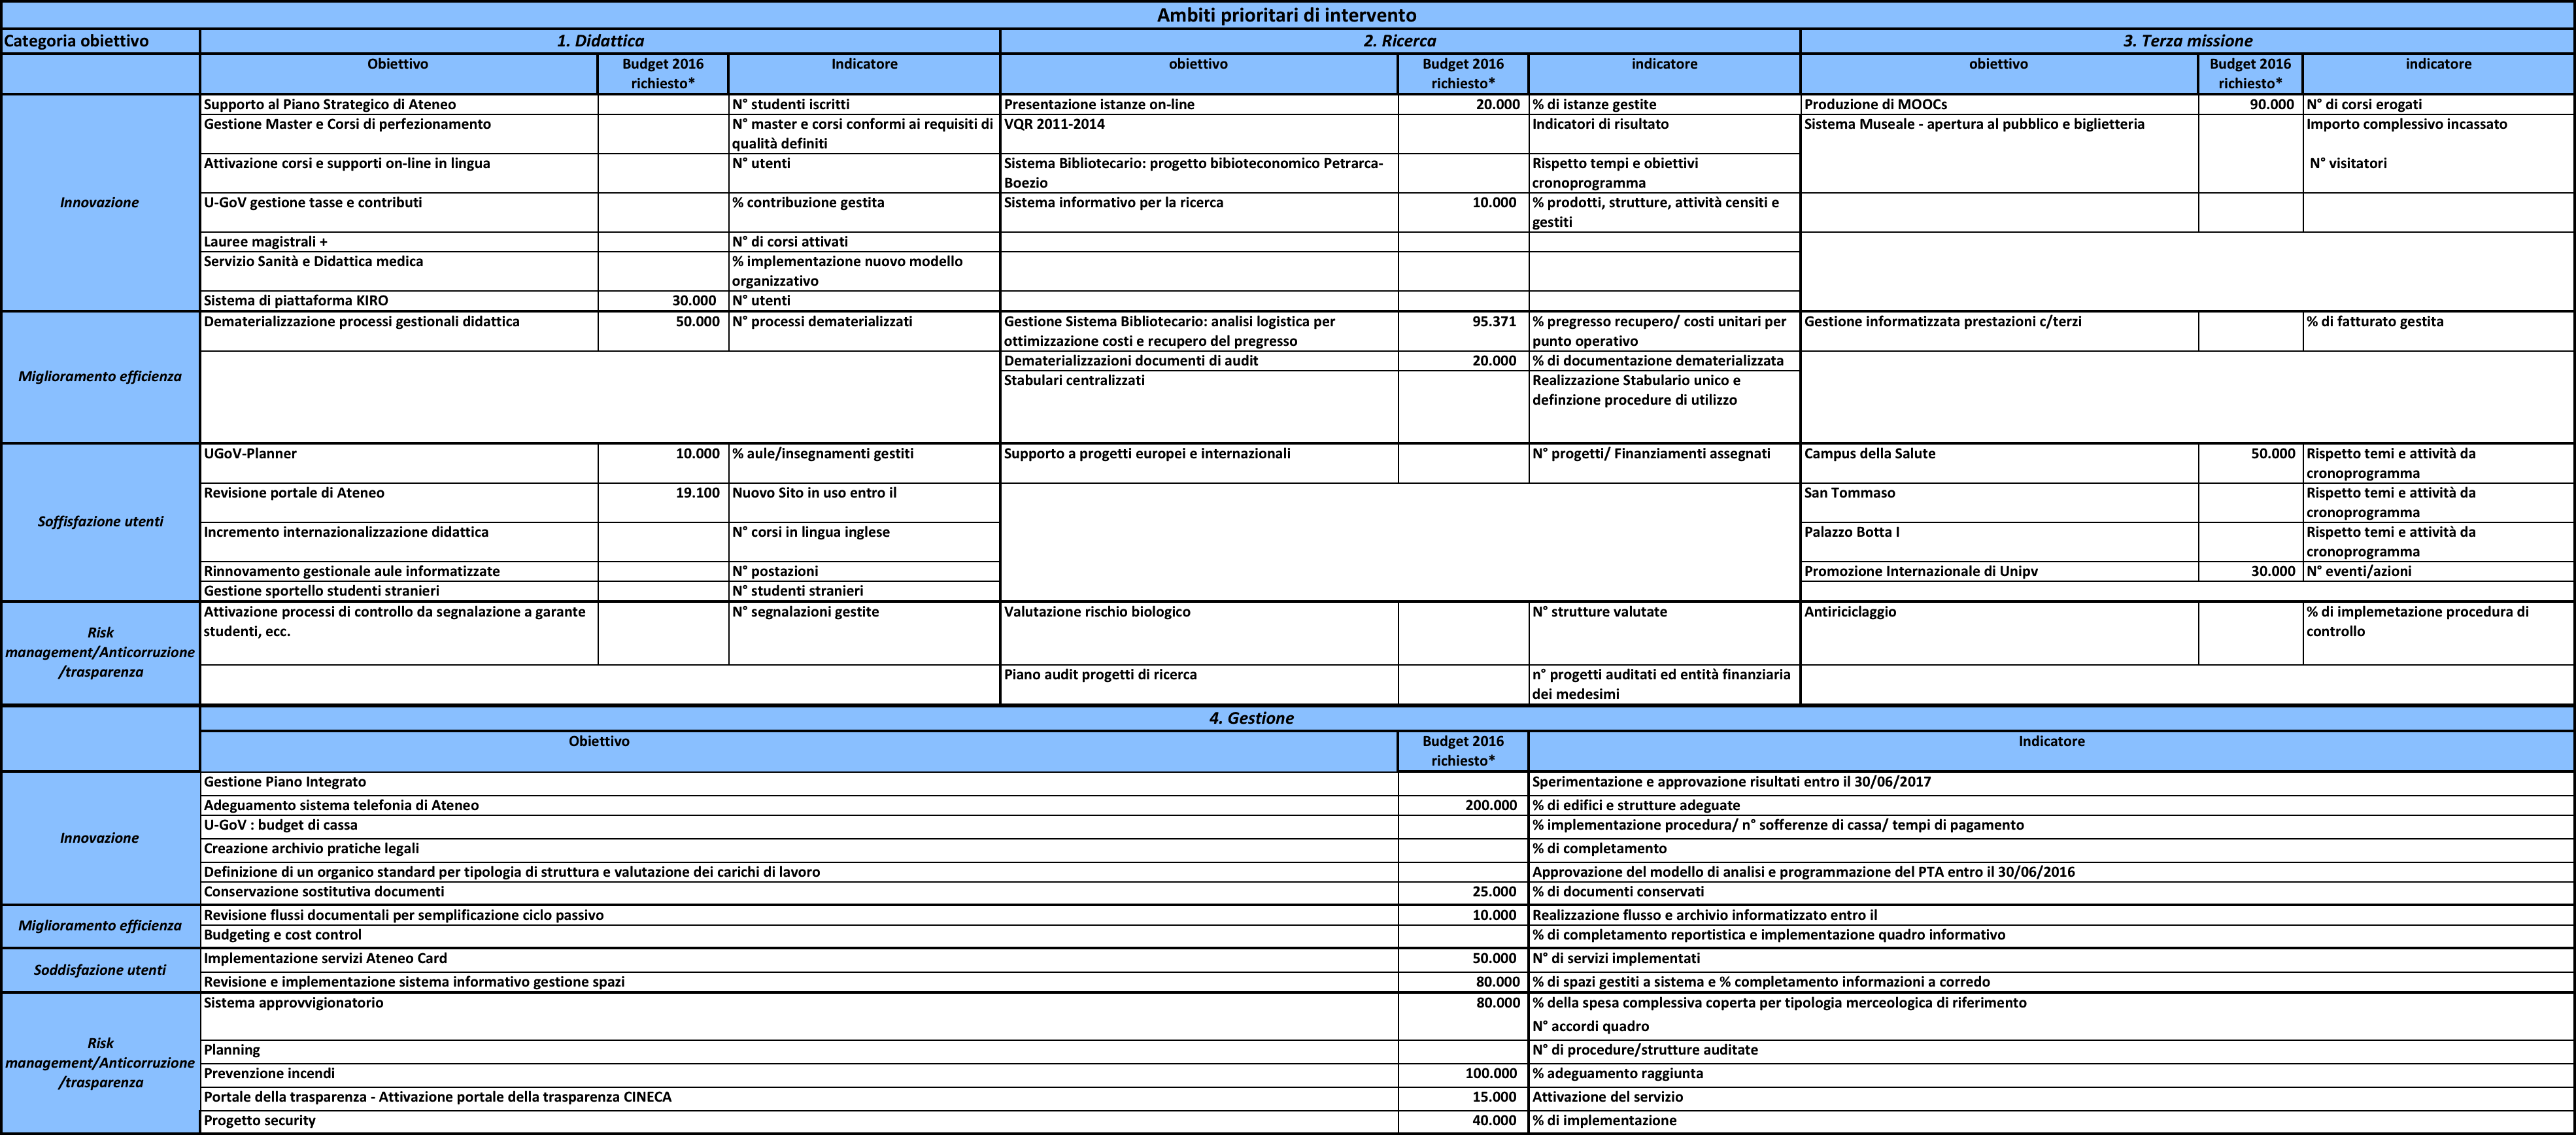 Ambiti prioritari di intervento
Categoria obiettivo
1. Didattica
2. Ricerca
3. Terza missione
Obiettivo
Budget 2016
richiesto*
Indicatore
obiettivo
Budget 2016
richiesto*
indicatore
obiettivo
Budget 2016
richiesto*
indicatore
Innovazione
Supporto al Piano Strategico di Ateneo
N° studenti iscritti
Presentazione istanze on-line
20.000
% di istanze gestite
Produzione di MOOCs
90.000
N° di corsi erogati
Gestione Master e Corsi di perfezionamento
N° master e corsi conformi ai requisiti di
qualità definiti
VQR 2011-2014
Indicatori di risultato
Sistema Museale - apertura al pubblico e biglietteria
Importo complessivo incassato
N° visitatori
Attivazione corsi e supporti on-line in lingua
N° utenti
Sistema Bibliotecario: progetto bibioteconomico Petrarca-
Boezio
Rispetto tempi e obiettivi
cronoprogramma
U-GoV gestione tasse e contributi
% contribuzione gestita
Sistema informativo per la ricerca
10.000
% prodotti, strutture, attività censiti e
gestiti
Lauree magistrali +
N° di corsi attivati
Servizio Sanità e Didattica medica
% implementazione nuovo modello
organizzativo
Sistema di piattaforma KIRO
30.000
N° utenti
Miglioramento efficienza
Dematerializzazione processi gestionali didattica
50.000
N° processi dematerializzati
Gestione Sistema Bibliotecario: analisi logistica per
ottimizzazione costi e recupero del pregresso
95.371
% pregresso recupero/ costi unitari per
punto operativo
Gestione informatizzata prestazioni c/terzi
% di fatturato gestita
Dematerializzazioni documenti di audit
20.000
% di documentazione dematerializzata
Stabulari centralizzati
Realizzazione Stabulario unico e
definzione procedure di utilizzo
Soffisfazione utenti
UGoV-Planner
10.000
% aule/insegnamenti gestiti
Supporto a progetti europei e internazionali
N° progetti/ Finanziamenti assegnati
Campus della Salute
50.000
Rispetto temi e attività da
cronoprogramma
Revisione portale di Ateneo
19.100
Nuovo Sito in uso entro il
San Tommaso
Rispetto temi e attività da
cronoprogramma
Incremento internazionalizzazione didattica
N° corsi in lingua inglese
Palazzo Botta I
Rispetto temi e attività da
cronoprogramma
Rinnovamento gestionale aule informatizzate
N° postazioni
Promozione Internazionale di Unipv
30.000
N° eventi/azioni
Gestione sportello studenti stranieri
N° studenti stranieri
Risk
management/Anticorruzione
/trasparenza
Attivazione processi di controllo da segnalazione a garante
studenti, ecc.
N° segnalazioni gestite
Valutazione rischio biologico
N° strutture valutate
Antiriciclaggio
% di implemetazione procedura di
controllo
Piano audit progetti di ricerca
n° progetti auditati ed entità finanziaria
dei medesimi
4. Gestione
Obiettivo
Budget 2016
richiesto*
Indicatore
Innovazione
Gestione Piano Integrato
Sperimentazione e approvazione risultati entro il 30/06/2017
Adeguamento sistema telefonia di Ateneo
200.000
% di edifici e strutture adeguate
U-GoV : budget di cassa
% implementazione procedura/ n° sofferenze di cassa/ tempi di pagamento
Creazione archivio pratiche legali
% di completamento
Definizione di un organico standard per tipologia di struttura e valutazione dei carichi di lavoro
Approvazione del modello di analisi e programmazione del PTA entro il 30/06/2016
Conservazione sostitutiva documenti
25.000
% di documenti conservati
Miglioramento efficienza
Revisione flussi documentali per semplificazione ciclo passivo
10.000
Realizzazione flusso e archivio informatizzato entro il
Budgeting e cost control
% di completamento reportistica e implementazione quadro informativo
Soddisfazione utenti
Implementazione servizi Ateneo Card
50.000
N° di servizi implementati
Revisione e implementazione sistema informativo gestione spazi
80.000
% di spazi gestiti a sistema e % completamento informazioni a corredo
Risk
management/Anticorruzione
/trasparenza
Sistema approvvigionatorio
80.000
% della spesa complessiva coperta per tipologia merceologica di riferimento
N° accordi quadro
Planning
N° di procedure/strutture auditate
Prevenzione incendi
100.000
% adeguamento raggiunta
Portale della trasparenza - Attivazione portale della trasparenza CINECA
15.000
Attivazione del servizio
Progetto security
40.000
% di implementazione